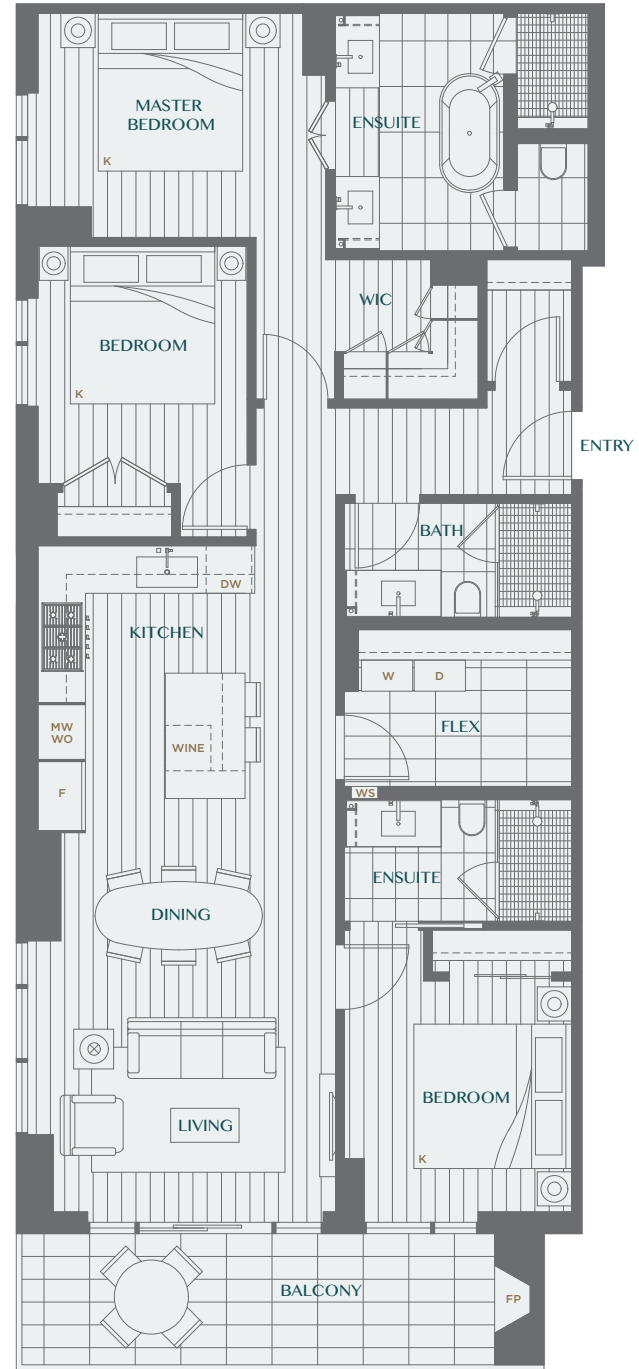 MASTER
BEDROOM
K
ENSUITE
WIC
BEDROOM
K
ENTRY
BATH
DW
KITCHEN
W
D
MW
WO
WINE
FLEX
F
WS
ENSUITE
DINING
BEDROOM
LIVING
K
BALCONY
FP